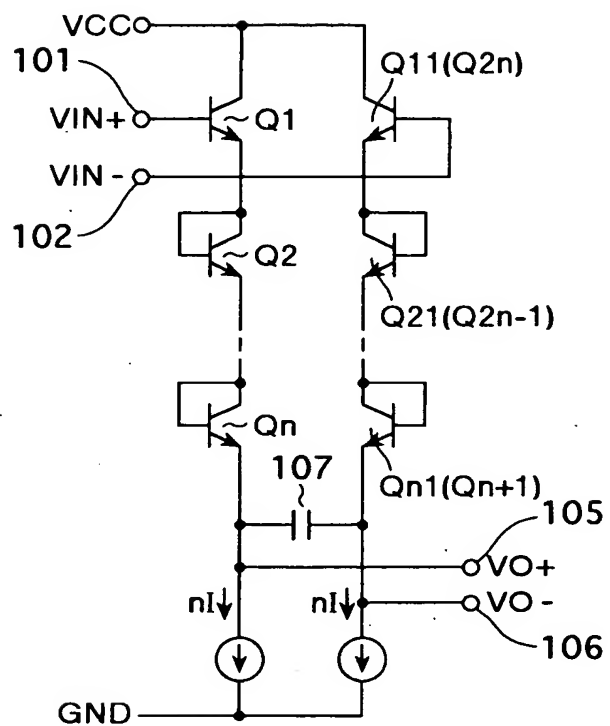 VCC
101
Q11(Q2n)
VIN+
Q1
VIN-
102
Q2
Q21(Q2n-1)
Qn
107
Qn1(Qn+1)
105
VO+
nI
nI
VO-
106
GND